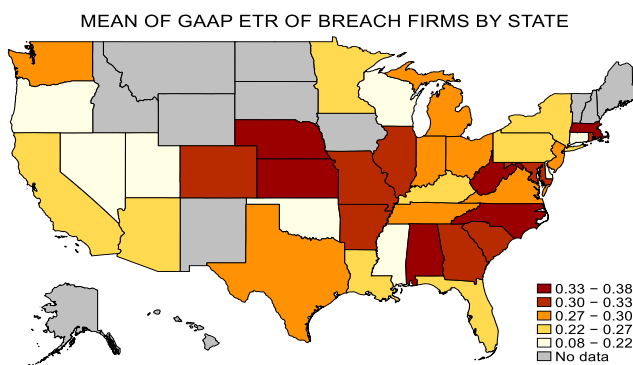 MEAN OF GAAP ETR OF BREACH FIRMS BY STATE
0.33 – 0.38
0.30 – 0.33
0.27 – 0.30
0.22 – 0.27
0.08 – 0.22
No data